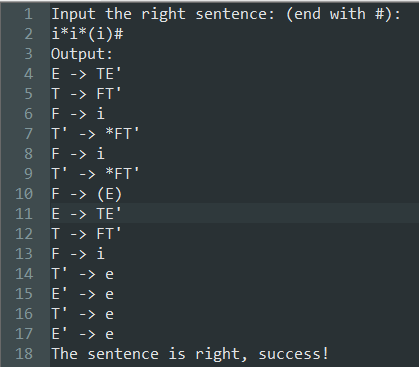 1 Input the right sentence: (end with #):
2 i*i*(i)#
3 Output:
4 E -> TE'
5 T -> FT'
6 F -> i
7 T' -> *FT'
8 F -> i
9 T' -> *FT'
10 F -> (E)
11 E -> TE'
12 T -> FT'
13 F -> i
14 T' -> e
15 E' -> e
16 T' -> e
17 E' -> e
18 The sentence is right, success!